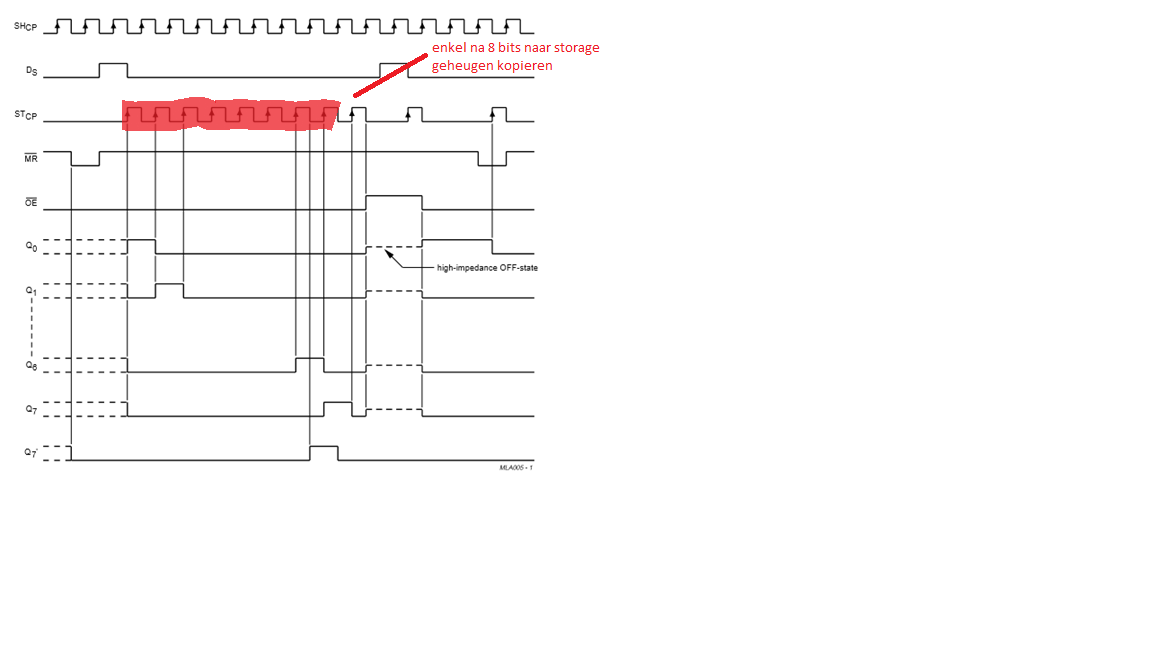 SHCP
enkel na 8 bits naar storage
geheugen kopieren
DS
STCP
MR
OE
Q0
high-impedance OFF-state
Q1
Q6
Q7
Q7'
MLA005 - 1